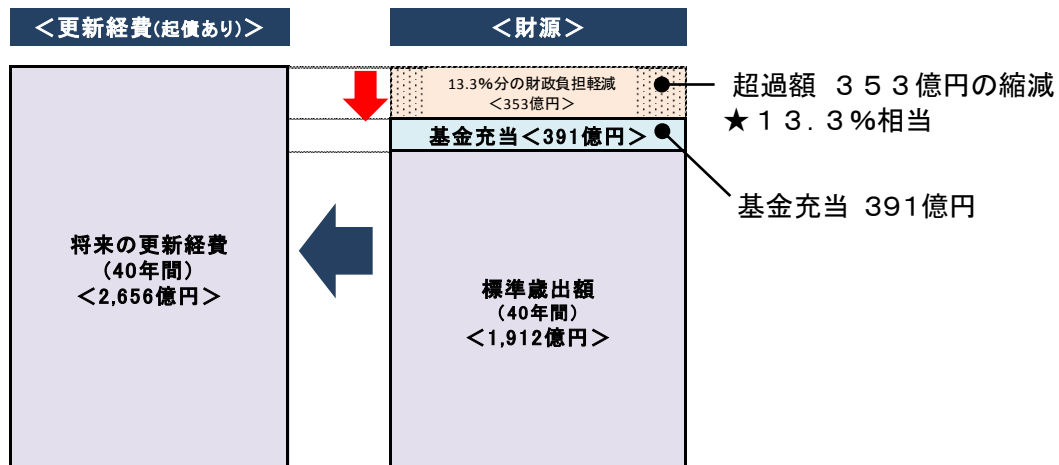 ＜更新経費(起債あり)＞
＜財源＞
将来の更新経費
（40年間）
＜2,656億円＞
13.3%分の財政負担軽減
＜353億円＞
基金充当＜391億円＞
標準歳出額
（40年間）
＜1,912億円＞
超過額 ３５３億円の縮減
★１３．３％相当
基金充当 391億円